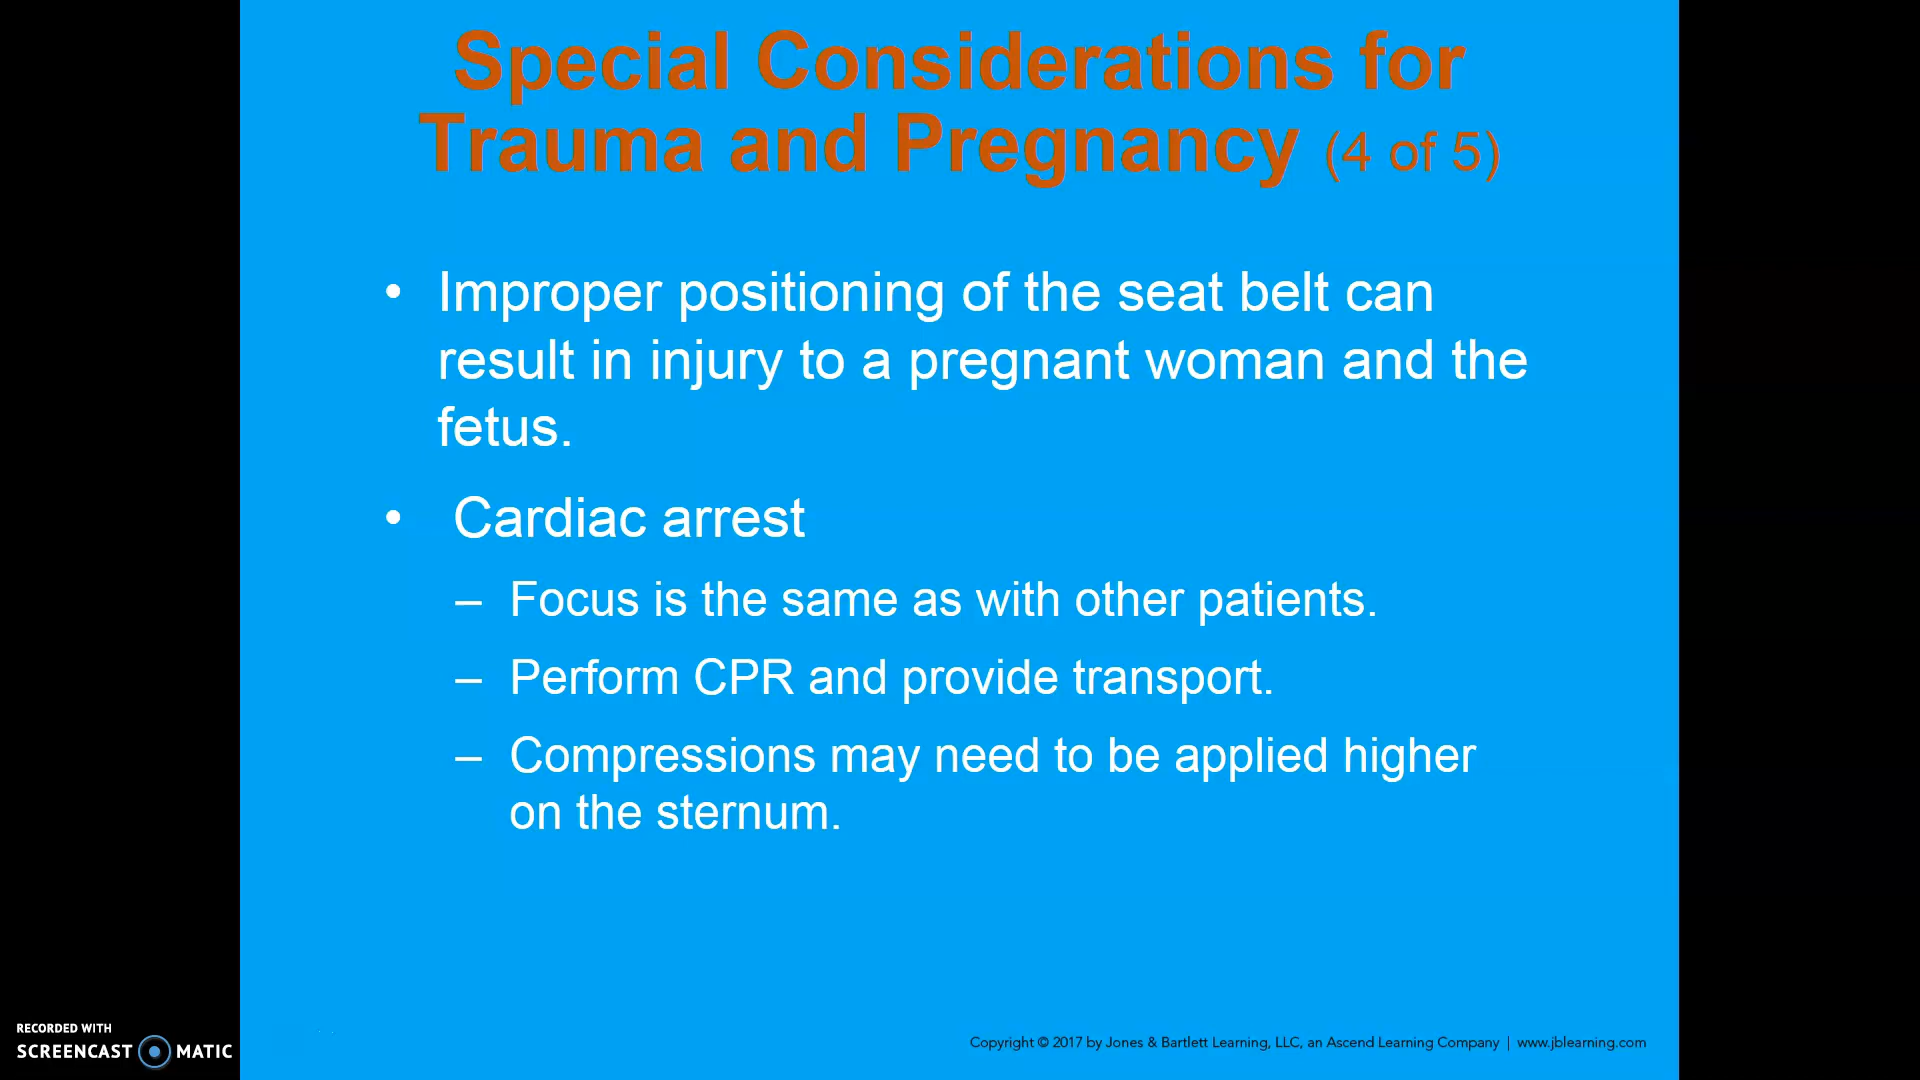 Special Considerations for
Trauma and Pregnancy (4 of 5)
• Improper positioning of the seat belt can
result in injury to a pregnant woman and the
fetus.
• Cardiac arrest
– Focus is the same as with other patients.
– Perform CPR and provide transport.
– Compressions may need to be applied higher
on the sternum.
RECORDED WITH
SCREENCAST MATIC
Copyright © 2017 by Jones & Bartlett Learning, LLC, an Ascend Learning Company | www.jblearning.com